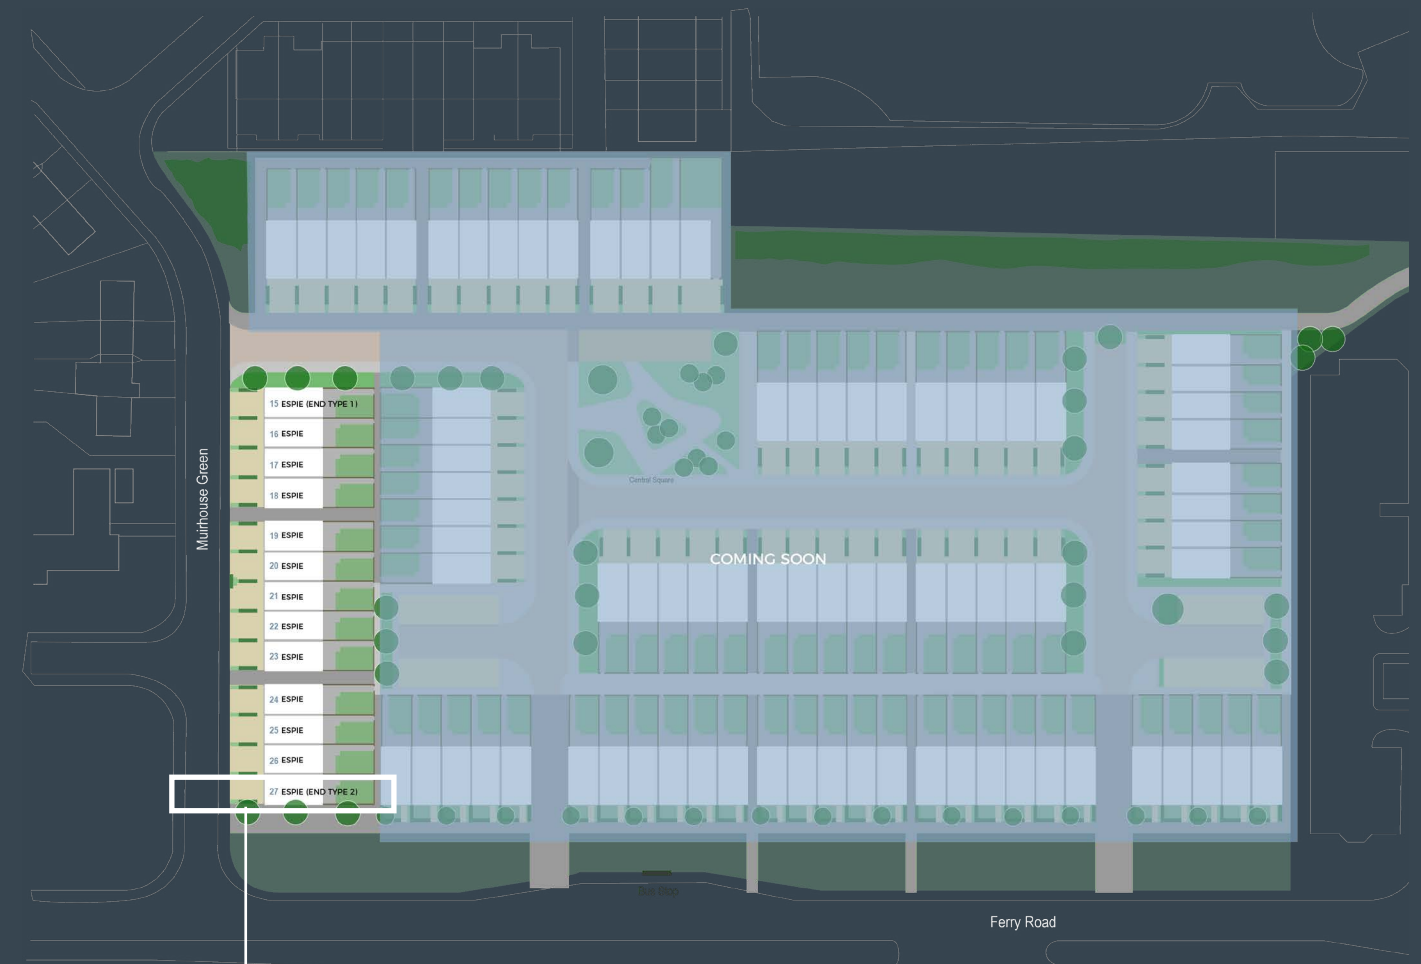 15 ESPIE (END TYPE 1)
16 ESPIE
17 ESPIE
18 ESPIE
Central Square
Muirhouse Green
19 ESPIE
COMING SOON
20 ESPIE
21 ESPIE
22 ESPIE
23 ESPIE
24 ESPIE
25 ESPIE
26 ESPIE
27 ESPIE (END TYPE 2)
Bus Stop
Ferry Road